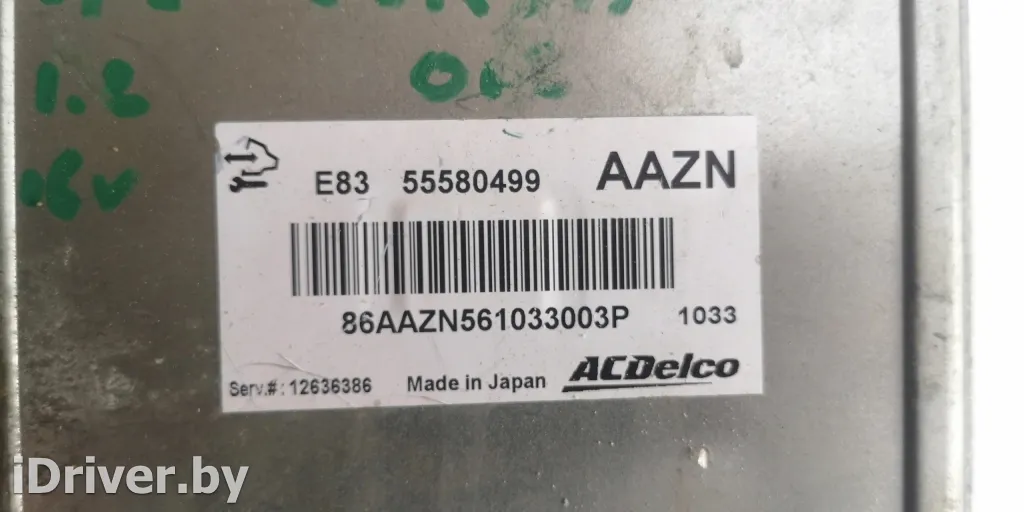 1.8
16v
E83 55580499 AAZN
86AAZN561033003P 1033
Serv.#: 12636386 Made in Japan ACDelco
iDriver.by